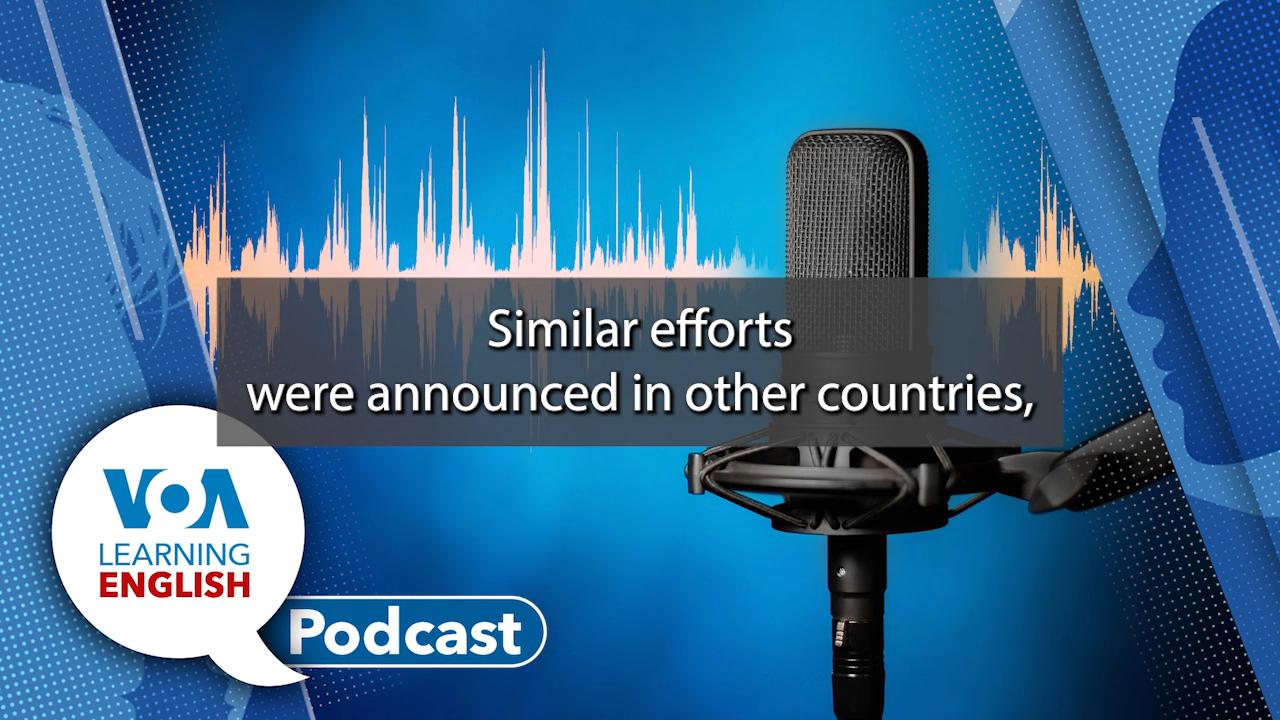 Similar efforts
were announced in other countries,
VOA
LEARNING
ENGLISH
Podcast